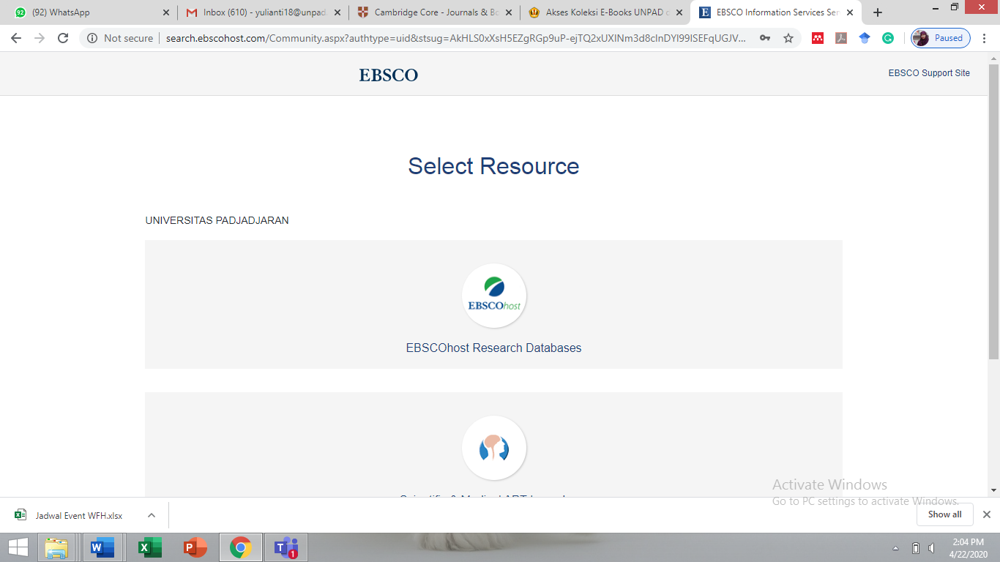 (92) WhatsApp
Inbox (610) - yulianti18@unpad.
Cambridge Core - Journals & Bo
Akses Koleksi E-Books UNPAD d
EBSCO Information Services Ser
Not secure
search.ebscohost.com/Community.aspx?authtype=uid&stsug=AkHLS0xXsH5EZgRGp9uP-ejTQ2xUXINm3d8cInDYI99ISEFqUGJV...
Paused
EBSCO
EBSCO Support Site
Select Resource
UNIVERSITAS PADJADJARAN
EBSCOhost
EBSCOhost Research Databases
Activate Windows
Go to PC settings to activate Windows.
Jadwal Event WFH.xlsx
Show all
2:04 PM
4/22/2020